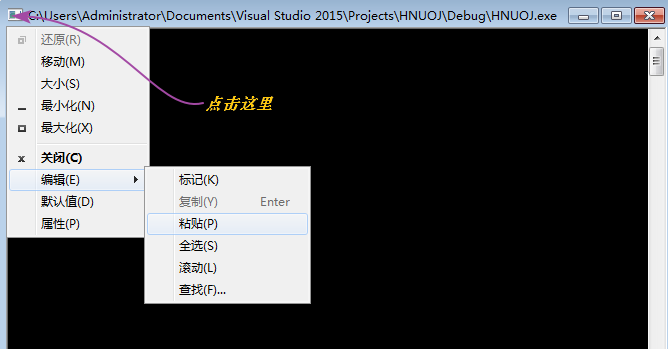 C:\Users\Administrator\Documents\Visual Studio 2015\Projects\HNUOJ\Debug\HNUOJ.exe
还原(R)
移动(M)
大小(S)
最小化(N)
最大化(X)
关闭(C)
编辑(E)
默认值(D)
属性(P)
点击这里
标记(K)
复制(Y) Enter
粘贴(P)
全选(S)
滚动(L)
查找(F)...